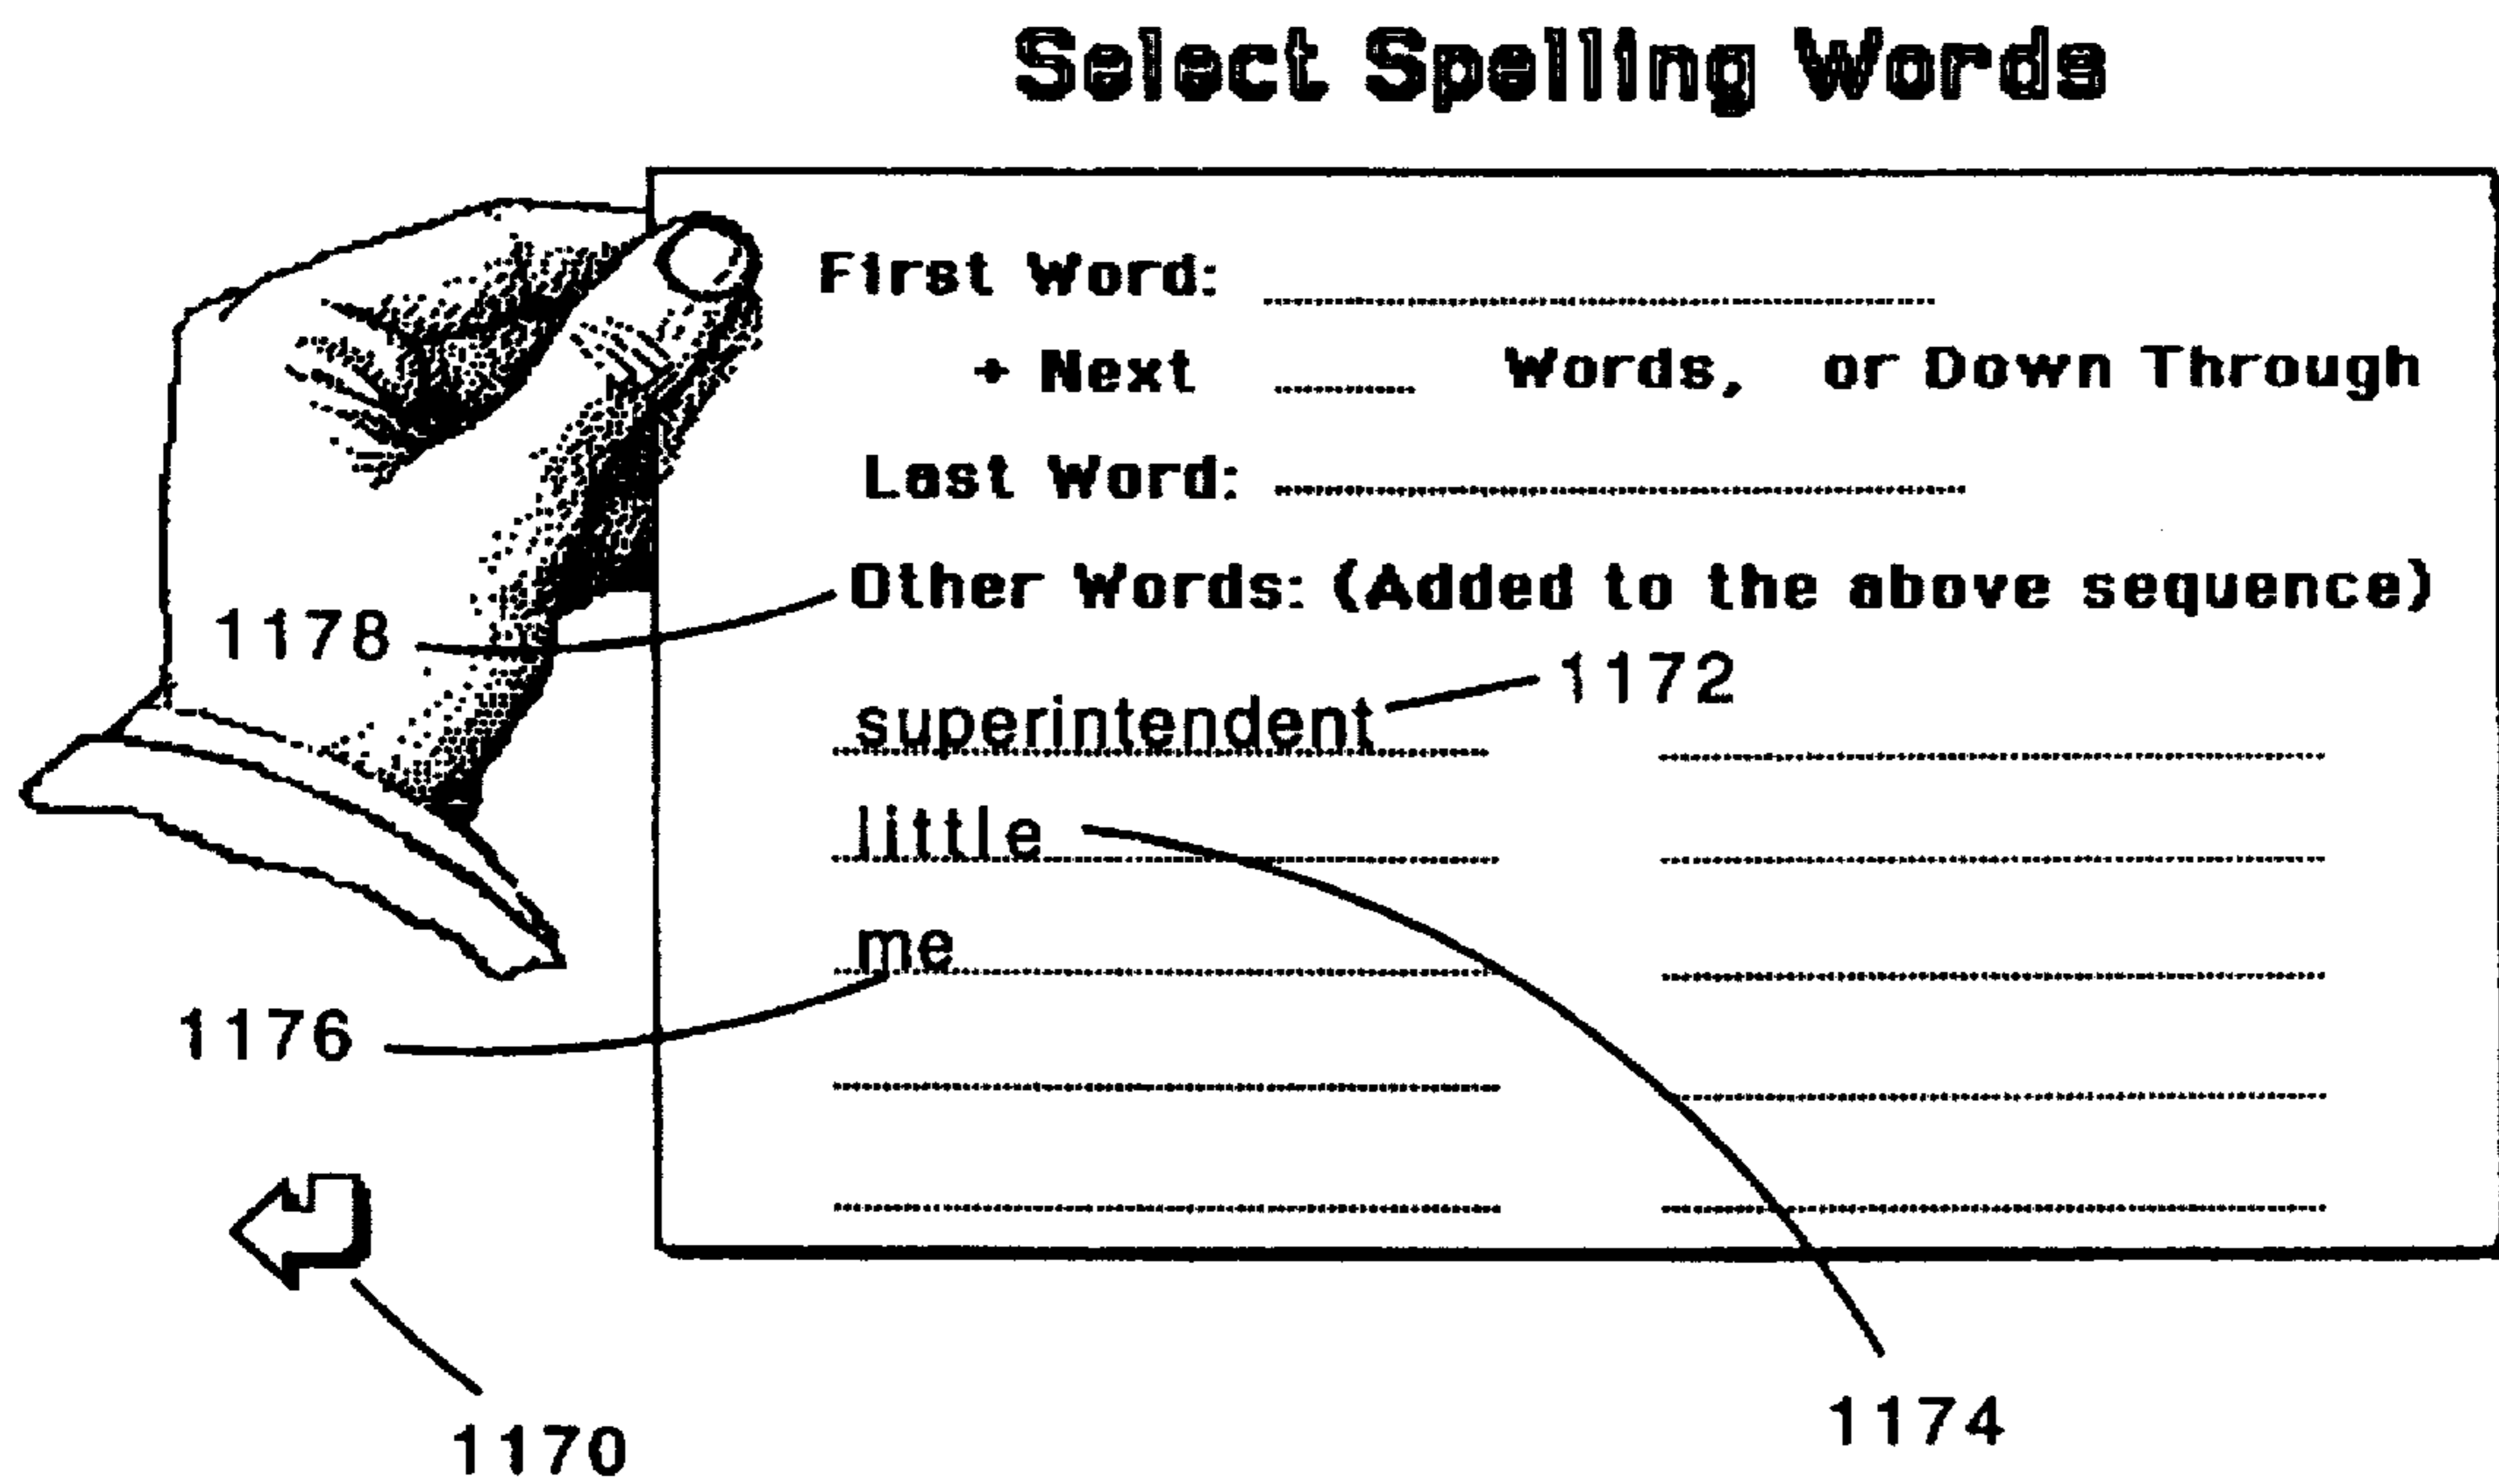 Select Spelling Words
First Word:
+ Next Words, or Down Through
Last Word:
Other Words: (Added to the above sequence)
1178
1172
superintendent
little
me
1176
1170
1174